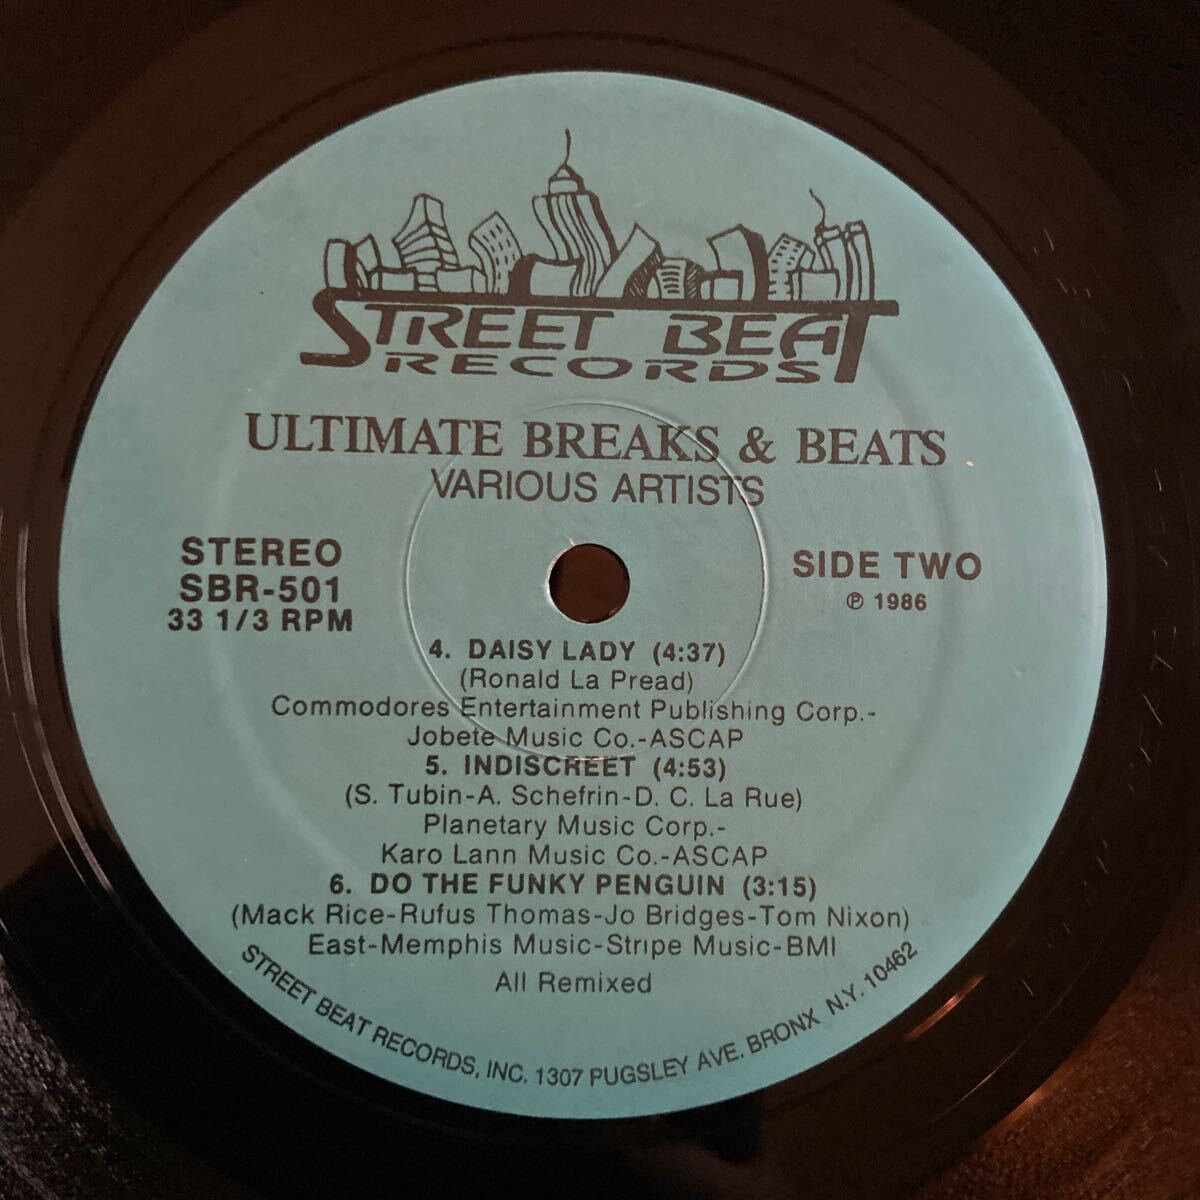 STREET BEAT
RECORDS
ULTIMATE BREAKS & BEATS
VARIOUS ARTISTS
STEREO
SBR-501
33 1/3 RPM
SIDE TWO
℗ 1986
4. DAISY LADY (4:37)
(Ronald La Pread)
Commodores Entertainment Publishing Corp.-
Jobete Music Co.-ASCAP
5. INDISCREET (4:53)
(S. Tubin-A. Schefrin-D. C. La Rue)
Planetary Music Corp.-
Karo Lann Music Co.-ASCAP
6. DO THE FUNKY PENGUIN (3:15)
(Mack Rice-Rufus Thomas-Jo Bridges-Tom Nixon)
East-Memphis Music-Stripe Music-BMI
All Remixed
STREET BEAT RECORDS, INC. 1307 PUGSLEY AVE. BRONX N.Y. 10462